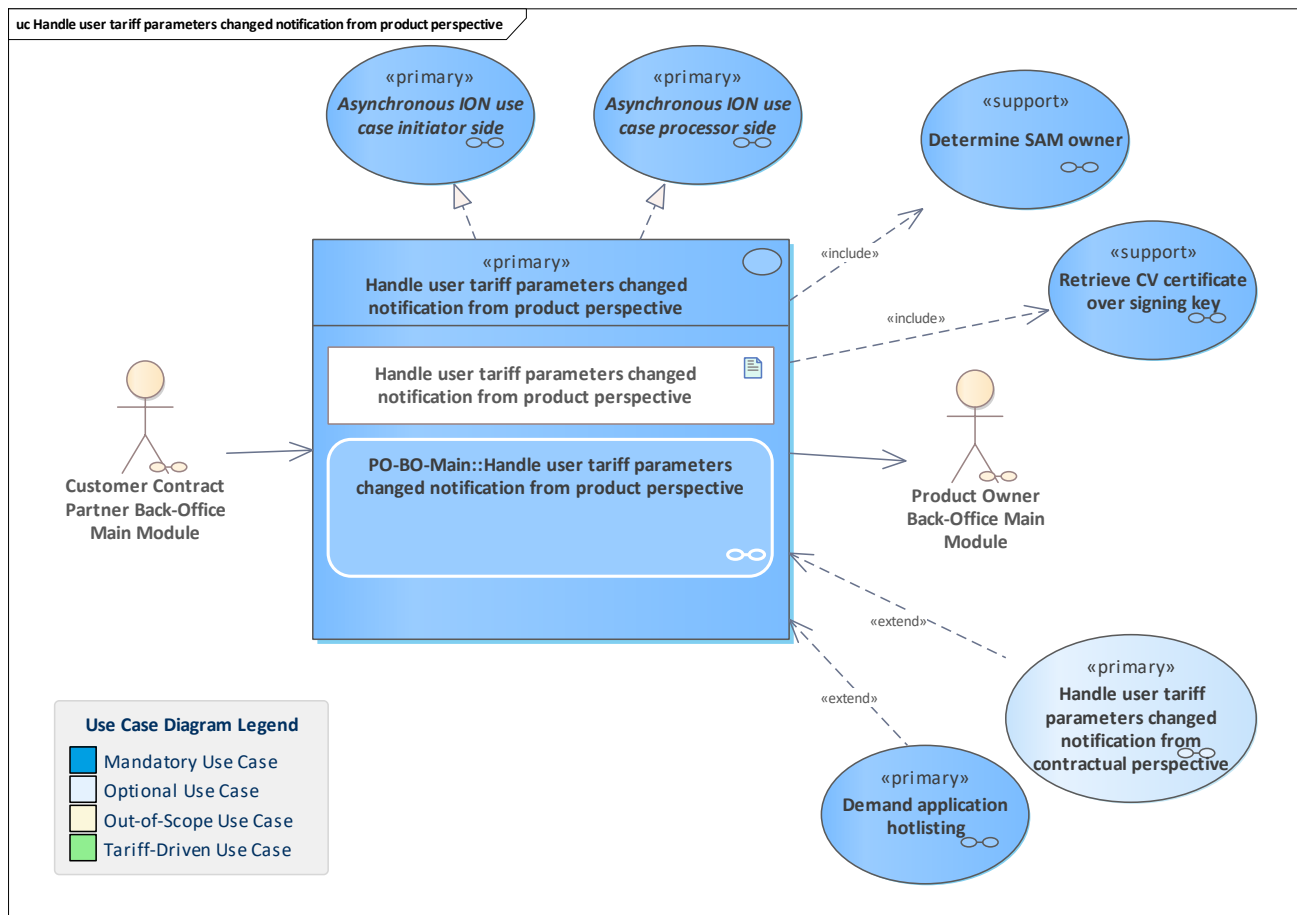 uc Handle user tariff parameters changed notification from product perspective
«primary»
Asynchronous ION use
case initiator side
«primary»
Asynchronous ION use
case processor side
«support»
Determine SAM owner
«include»
«support»
Retrieve CV certificate
over signing key
«include»
«primary»
Handle user tariff parameters changed
notification from product perspective
Handle user tariff parameters changed
notification from product perspective
PO-BO-Main::Handle user tariff parameters
changed notification from product perspective
Customer Contract
Partner Back-Office
Main Module
Product Owner
Back-Office Main
Module
«extend»
«primary»
Handle user tariff
parameters changed
notification from
contractual perspective
«extend»
«primary»
Demand application
hotlisting
Use Case Diagram Legend
Mandatory Use Case
Optional Use Case
Out-of-Scope Use Case
Tariff-Driven Use Case